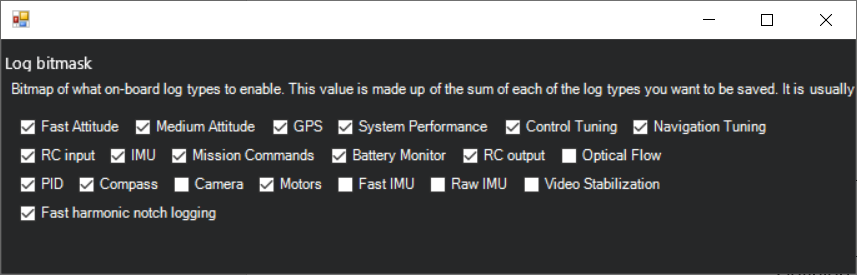 Log bitmask
Bitmap of what on-board log types to enable. This value is made up of the sum of each of the log types you want to be saved. It is usually
Fast Attitude Medium Attitude GPS System Performance Control Tuning Navigation Tuning
RC input IMU Mission Commands Battery Monitor RC output Optical Flow
PID Compass Camera Motors Fast IMU Raw IMU Video Stabilization
Fast harmonic notch logging